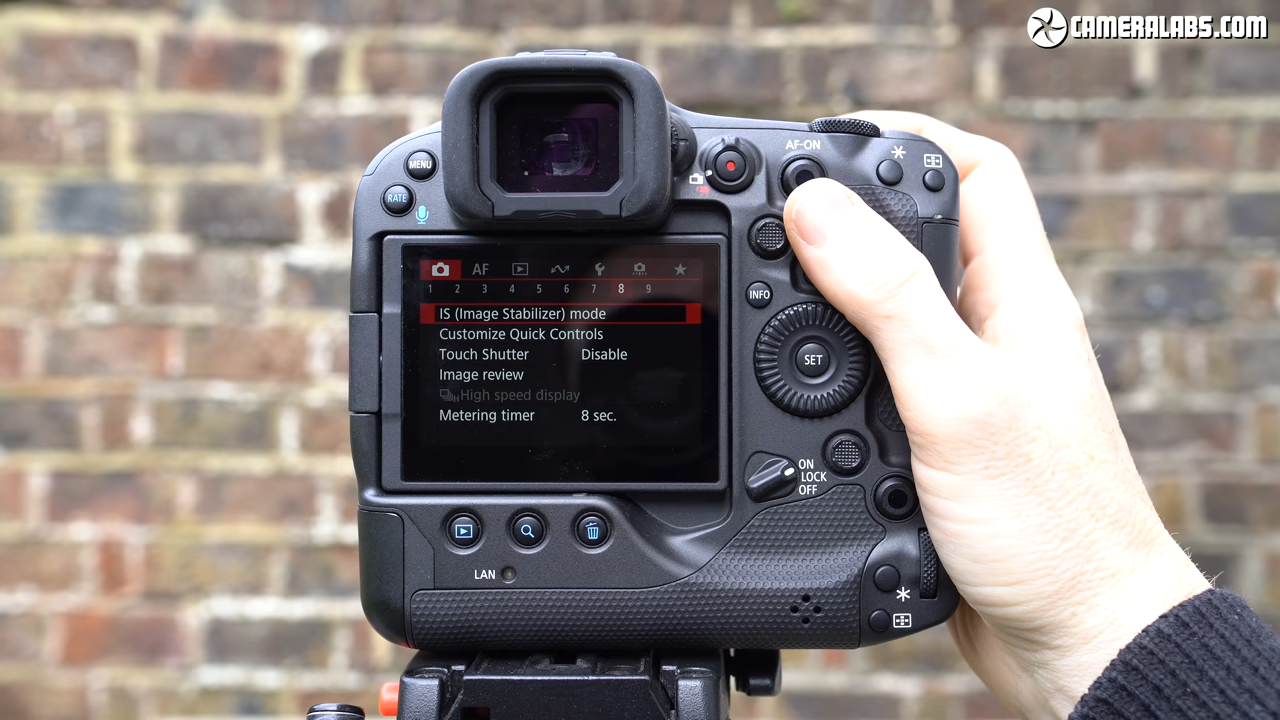 CAMERALABS.COM
AF-ON
MENU
RATE
AF
1 2 3 4 5 6 7 8 9
INFO
IS (Image Stabilizer) mode
Customize Quick Controls
Touch Shutter Disable
Image review
H High speed display
Metering timer 8 sec.
SET
ON
LOCK
OFF
LAN